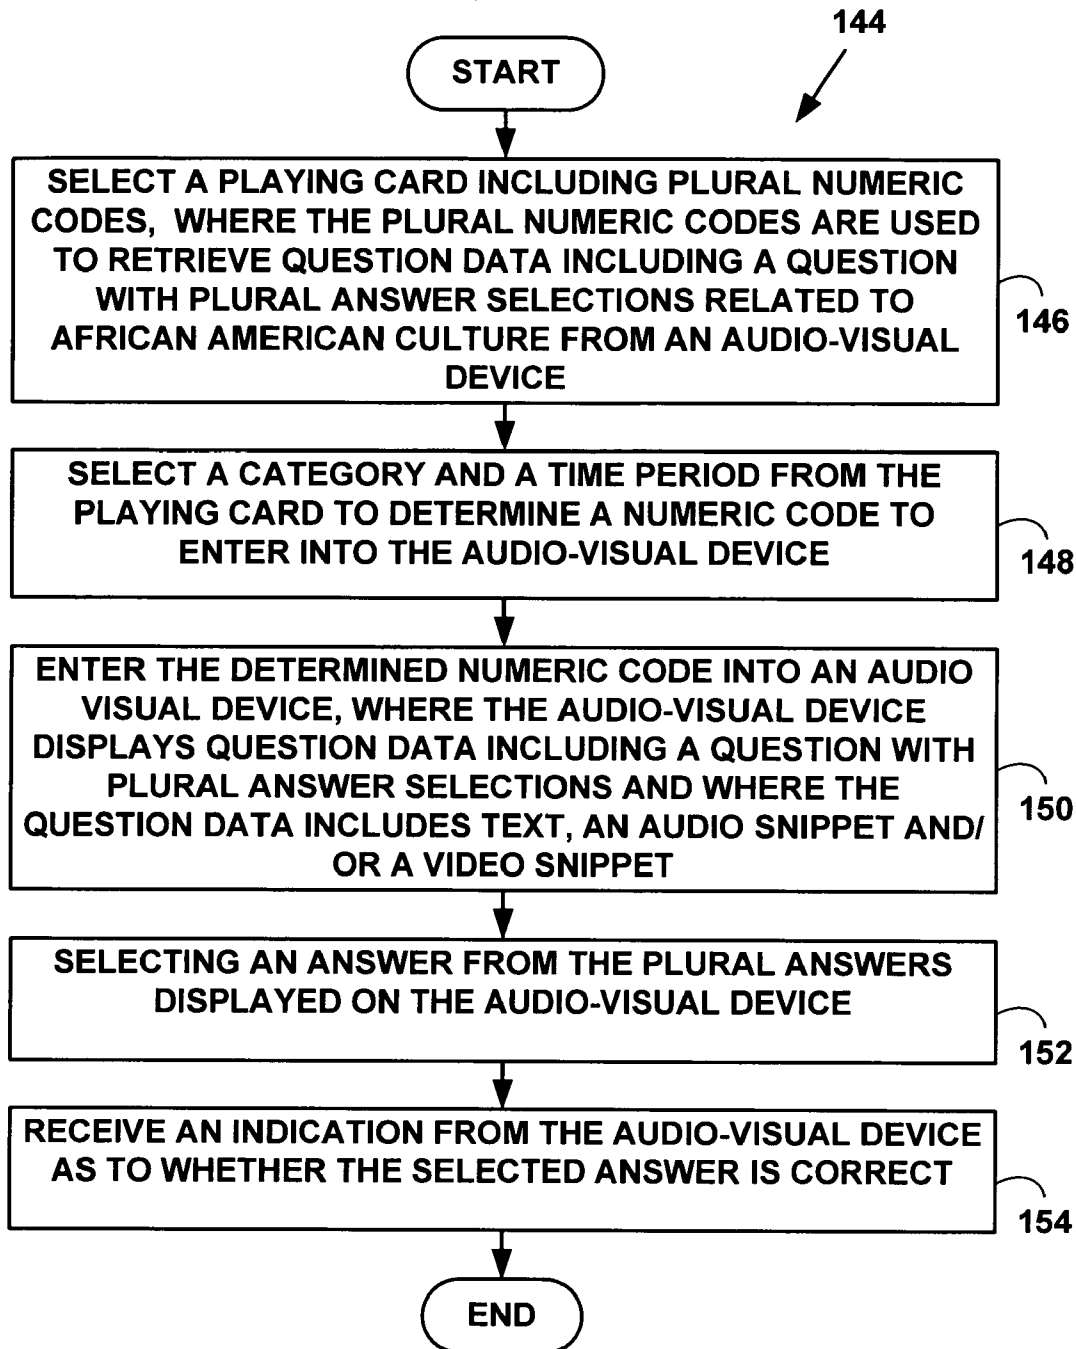 144
START
SELECT A PLAYING CARD INCLUDING PLURAL NUMERIC
CODES, WHERE THE PLURAL NUMERIC CODES ARE USED
TO RETRIEVE QUESTION DATA INCLUDING A QUESTION
WITH PLURAL ANSWER SELECTIONS RELATED TO
AFRICAN AMERICAN CULTURE FROM AN AUDIO-VISUAL
DEVICE
146
SELECT A CATEGORY AND A TIME PERIOD FROM THE
PLAYING CARD TO DETERMINE A NUMERIC CODE TO
ENTER INTO THE AUDIO-VISUAL DEVICE
148
ENTER THE DETERMINED NUMERIC CODE INTO AN AUDIO
VISUAL DEVICE, WHERE THE AUDIO-VISUAL DEVICE
DISPLAYS QUESTION DATA INCLUDING A QUESTION WITH
PLURAL ANSWER SELECTIONS AND WHERE THE
QUESTION DATA INCLUDES TEXT, AN AUDIO SNIPPET AND/
OR A VIDEO SNIPPET
150
SELECTING AN ANSWER FROM THE PLURAL ANSWERS
DISPLAYED ON THE AUDIO-VISUAL DEVICE
152
RECEIVE AN INDICATION FROM THE AUDIO-VISUAL DEVICE
AS TO WHETHER THE SELECTED ANSWER IS CORRECT
154
END